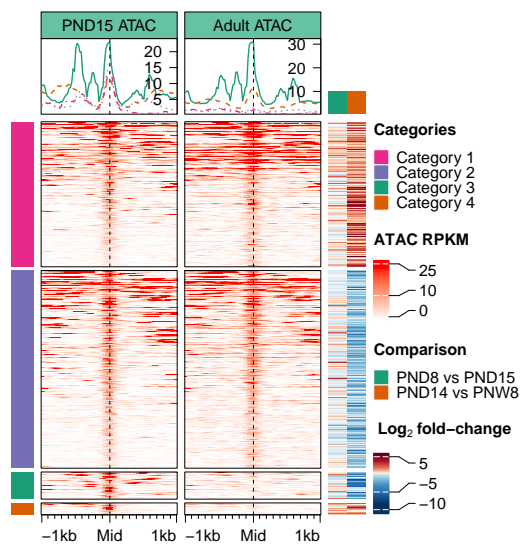 PND15 ATAC
Adult ATAC
20
15
10
5
30
20
10
Categories
Category 1
Category 2
Category 3
Category 4
ATAC RPKM
25
10
0
Comparison
PND8 vs PND15
PND14 vs PNW8
Log₂ fold−change
5
−5
−10
−1kb Mid 1kb
−1kb Mid 1kb